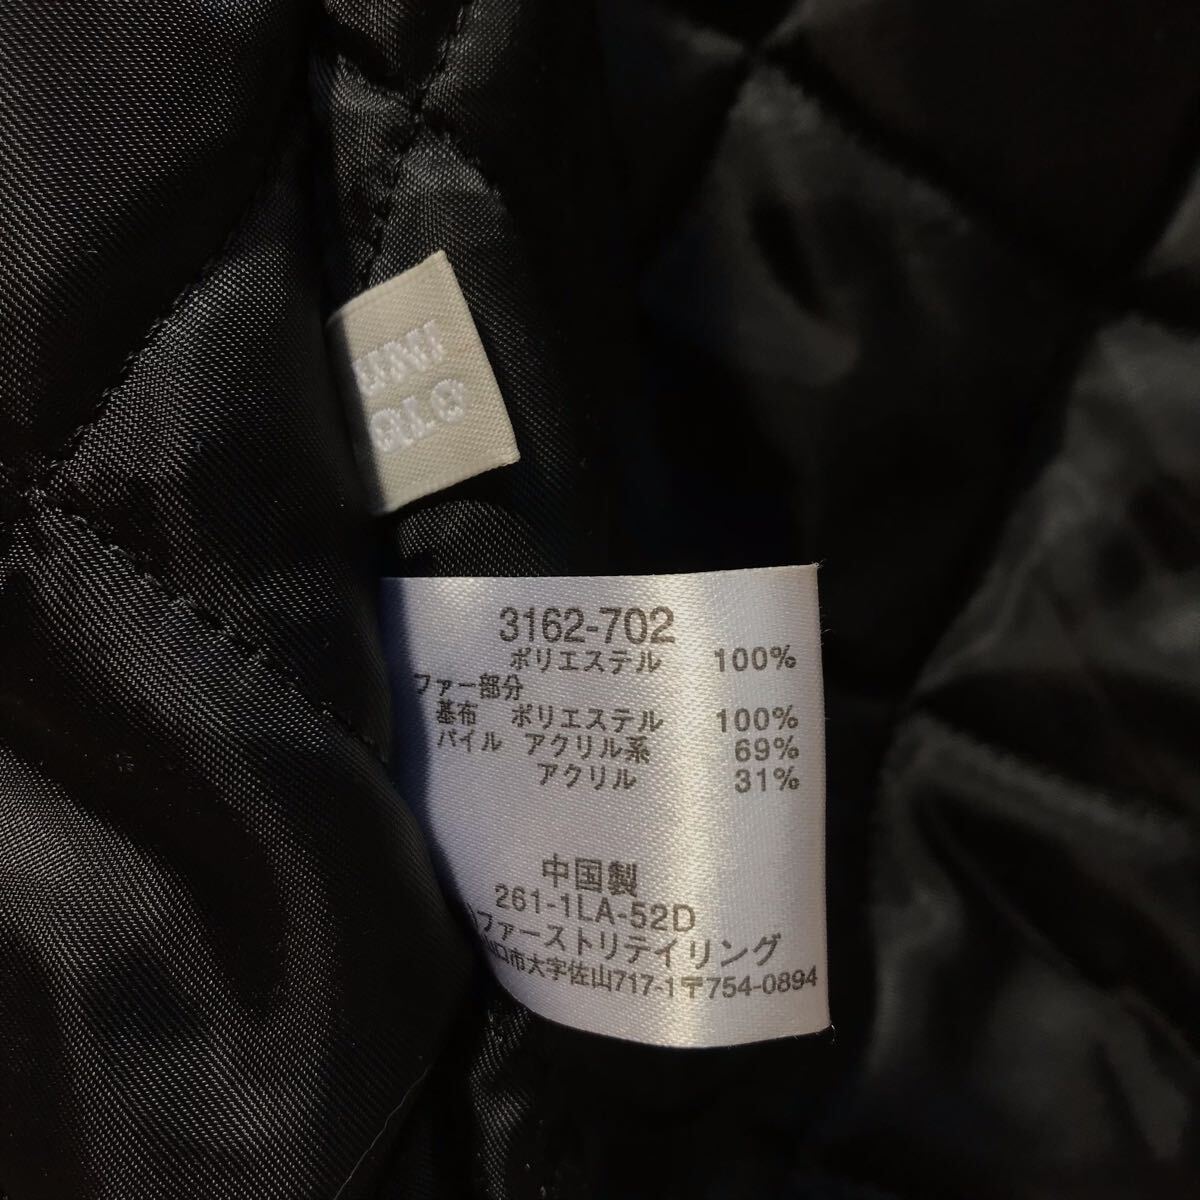 UNI
QLO
3162-702
ポリエステル 100%
ファー部分
基布 ポリエステル 100%
パイル アクリル系 69%
アクリル 31%
中国製
261-1LA-52D
)ファーストリテイリング
口市大字佐山717-1〒754-0894